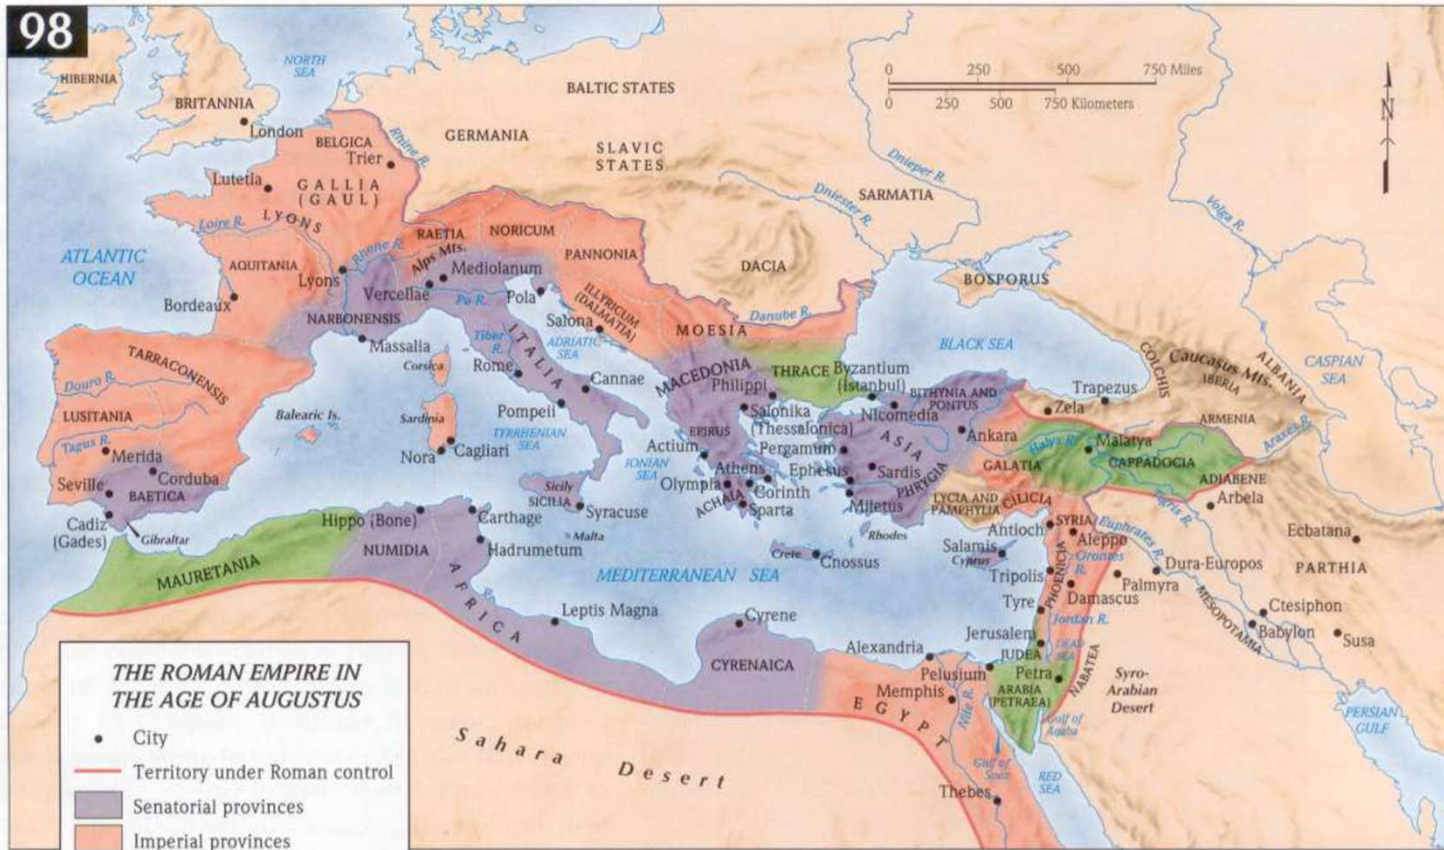 98
HIBERNIA
BRITANNIA
London
NORTH
SEA
BALTIC STATES
GERMANIA
SLAVIC
STATES
0 250 500 750 Miles
0 250 500 750 Kilometers
N
BELGICA
Trier
Rhine R.
Lutetia
GALLIA
(GAUL)
LYONS
Loire R.
Dnieper R.
Dniester R.
SARMATIA
Volga R.
ATLANTIC
OCEAN
AQUITANIA
Lyons
Rhone R.
Bordeaux
RAETIA
NORICUM
Alps Mts.
Mediolanum
Vercellae
Po R.
Pola
PANNONIA
DACIA
BOSPORUS
NARBONENSIS
Massalla
ILLYRICUM
(DALMATIA)
Salona
MOESIA
Danube R.
ADRIATIC
SEA
Tiber
R.
ITALIA
Rome
Corsica
Cannae
Pompeii
TYRRHENIAN
SEA
BLACK SEA
COLCHIS
Caucasus Mts.
IBERIA
ALBANIA
CASPIAN
SEA
TARRACONENSIS
Douro R.
LUSITANIA
Tagus R.
Merida
Corduba
Seville
BAETICA
Cadiz
(Gades)
Gibraltar
Balearic Is.
Sardinia
Nora
Cagliari
MACEDONIA
Philippi
THRACE
Byzantium
(İstanbul)
Nicomedia
BITHYNIA AND
PONTUS
Trapezus
Zela
ARMENIA
Araxes R.
Salonika
(Thessalonica)
EPIRUS
Actium
IONIAN
SEA
Pergamum
ASIA
Ankara
Halys R.
Malatya
CAPPADOCIA
GALATIA
Athens
Ephesus
Sardis
PHRYGIA
Olympia
Corinth
ACHAIA
Sparta
Miletus
LYCIA AND
PAMPHYLIA
CILICIA
ADIABENE
Arbela
Tigris R.
Sicily
SICILIA
Syracuse
Malta
Hippo (Bone)
Carthage
NUMIDIA
Hadrumetum
MAURETANIA
AFRICA
Rhodes
Crete
Cnossus
Antioch
SYRIA
Aleppo
Euphrates R.
Orontes
R.
Salamis
Cyprus
Ecbatana
PARTHIA
MEDITERRANEAN SEA
Tripolis
PHOENICIA
Palmyra
Dura-Europos
Damascus
Tyre
Jordan R.
MESOPOTAMIA
Ctesiphon
Babylon
Susa
Leptis Magna
Cyrene
CYRENAICA
Alexandria
Jerusalem
JUDEA
DEAD
SEA
Pelusium
Petra
NABATEA
ARABIA
(PETRAEA)
Memphis
EGYPT
Nile R.
Syro-
Arabian
Desert
Gulf of
Aqaba
Gulf of
Suez
RED
SEA
PERSIAN
GULF
Thebes
Sahara Desert
THE ROMAN EMPIRE IN
THE AGE OF AUGUSTUS
City
Territory under Roman control
Senatorial provinces
Imperial provinces